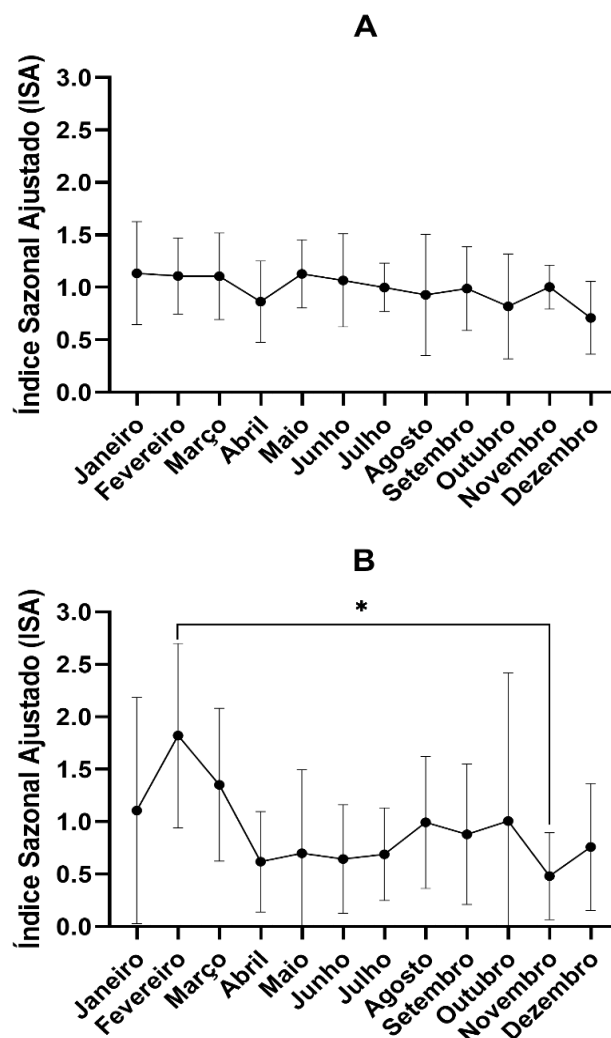 A
Índice Sazonal Ajustado (ISA)
3.0
2.5
2.0
1.5
1.0
0.5
0.0
Janeiro
Fevereiro
Março
Abril
Maio
Junho
Julho
Agosto
Setembro
Outubro
Novembro
Dezembro
B
Índice Sazonal Ajustado (ISA)
3.0
2.5
2.0
1.5
1.0
0.5
0.0
*
Janeiro
Fevereiro
Março
Abril
Maio
Junho
Julho
Agosto
Setembro
Outubro
Novembro
Dezembro